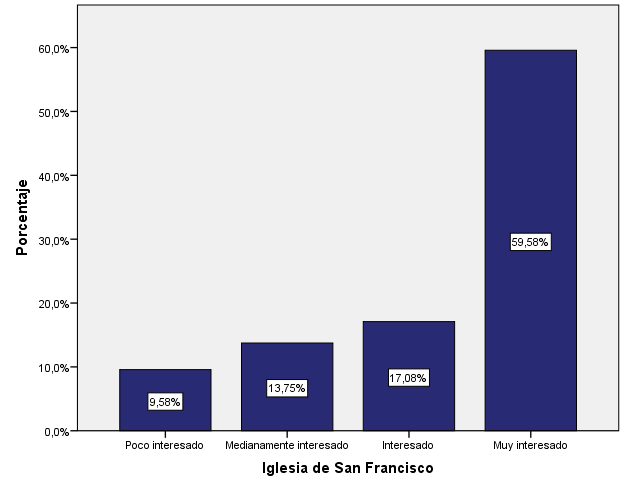 Porcentaje
60,0%
50,0%
40,0%
30,0%
20,0%
10,0%
0,0%
9,58%
13,75%
17,08%
59,58%
Poco interesado
Medianamente interesado
Interesado
Muy interesado
Iglesia de San Francisco